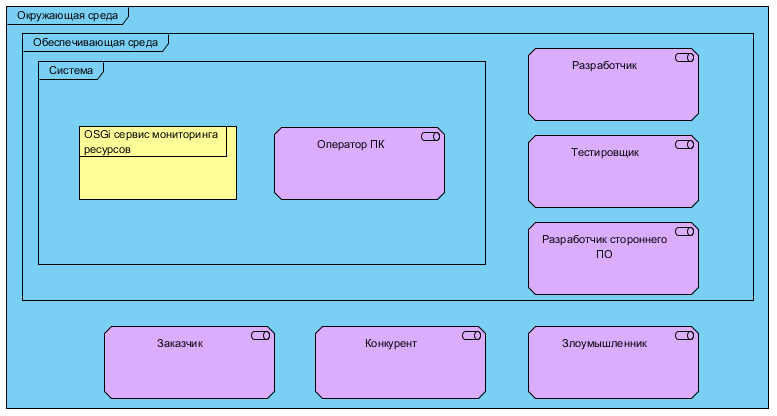 Окружающая среда
Обеспечивающая среда
Система
OSGi сервис мониторинга
ресурсов
Оператор ПК
Разработчик
Тестировщик
Разработчик стороннего
ПО
Заказчик
Конкурент
Злоумышленник